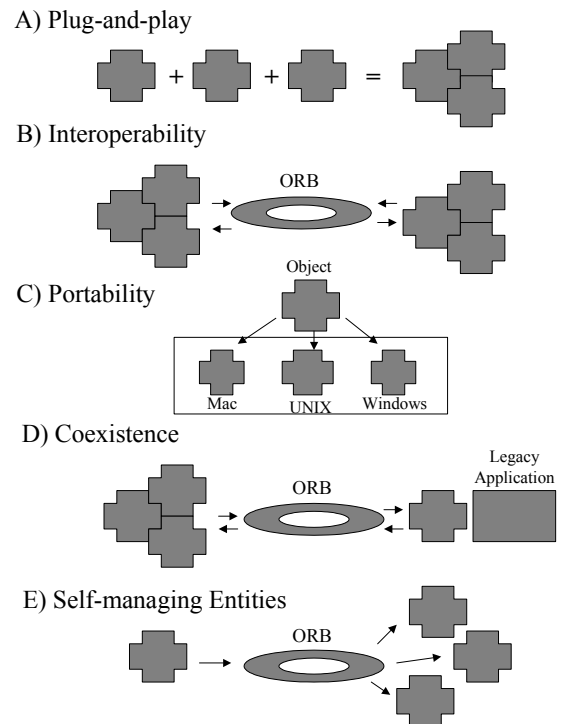 A) Plug-and-play
+ + =
B) Interoperability
ORB
Object
C) Portability
Mac UNIX Windows
D) Coexistence
Legacy
Application
ORB
E) Self-managing Entities
ORB